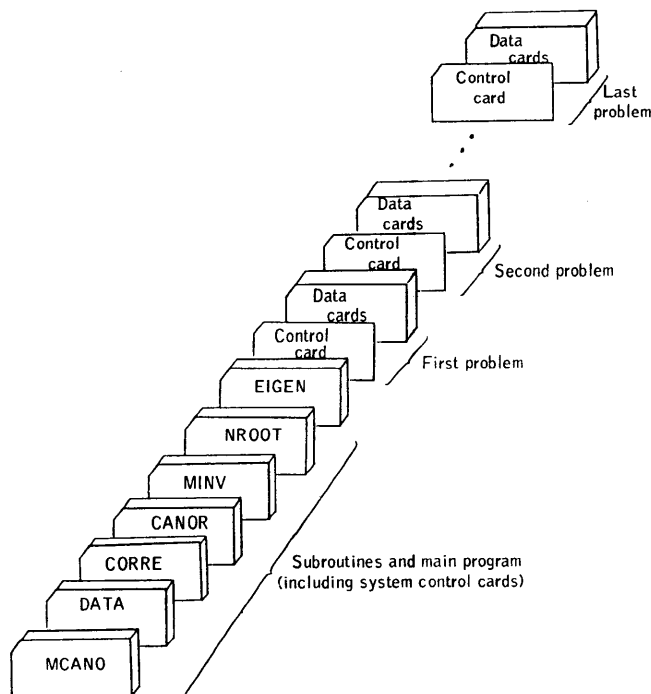 Data
cards
Control
card
Last
problem
Data
cards
Control
card
Second problem
Data
cards
Control
card
First problem
EIGEN
NROOT
MINV
CANOR
CORRE
Subroutines and main program
(including system control cards)
DATA
MCANO